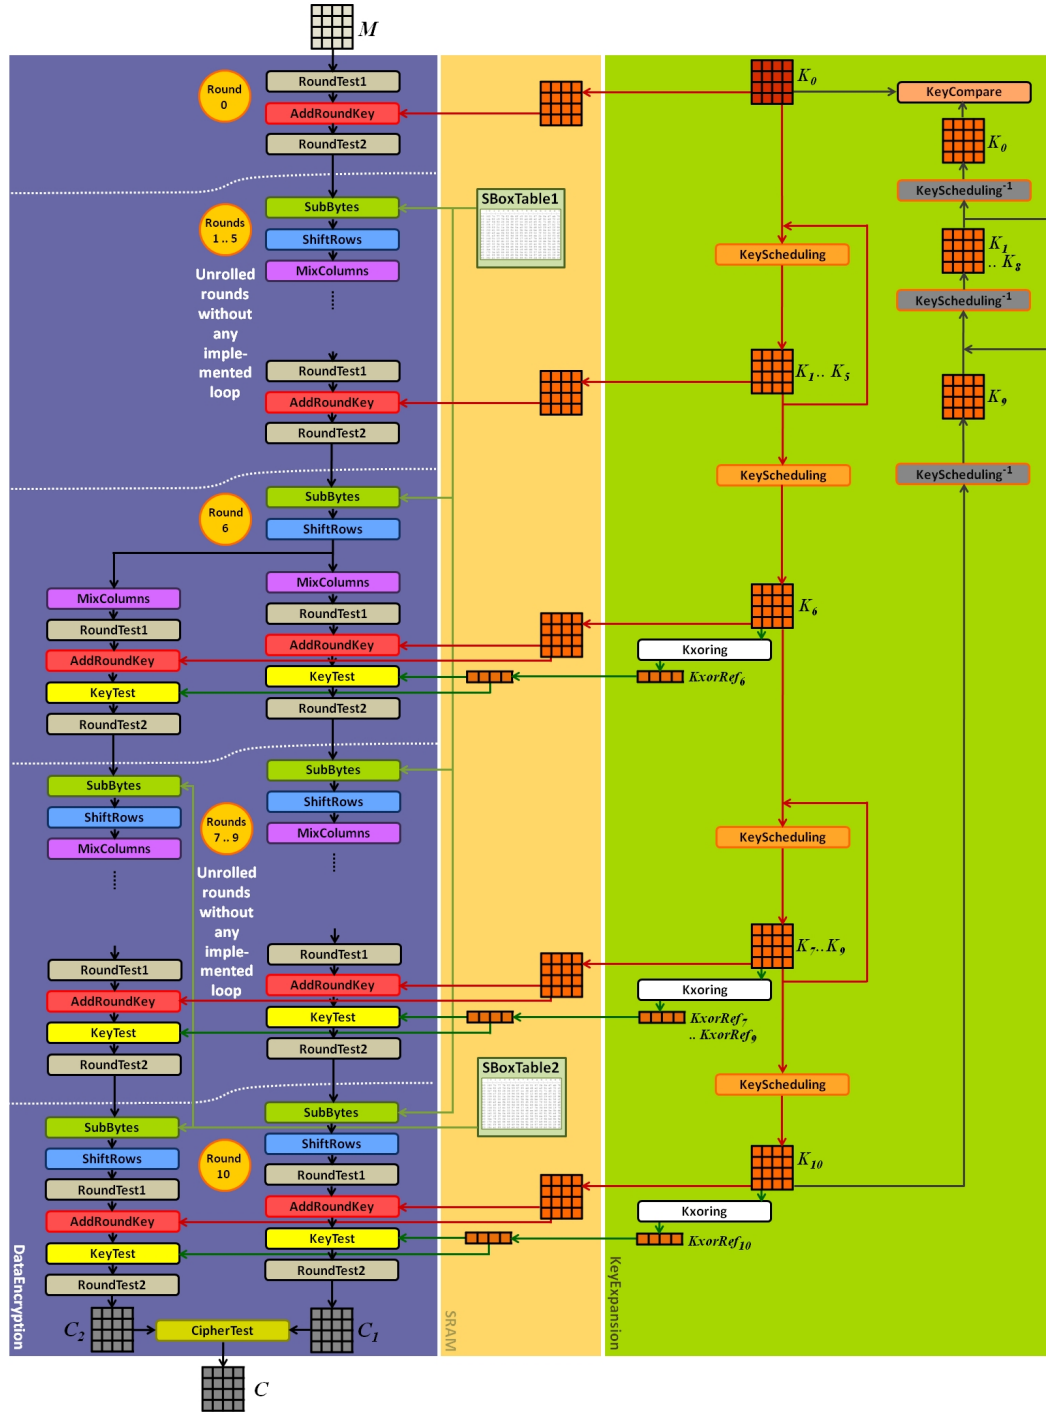 M
RoundTest1
Round
0
AddRoundKey
RoundTest2
SubBytes
Rounds
1 .. 5
ShiftRows
MixColumns
Unrolled
rounds
without
any
imple-
mented
loop
RoundTest1
AddRoundKey
RoundTest2
SubBytes
Round
6
ShiftRows
MixColumns
RoundTest1
AddRoundKey
KeyTest
RoundTest2
MixColumns
RoundTest1
AddRoundKey
KeyTest
RoundTest2
SubBytes
ShiftRows
MixColumns
Rounds
7 .. 9
SubBytes
ShiftRows
MixColumns
Unrolled
rounds
without
any
imple-
mented
loop
RoundTest1
AddRoundKey
KeyTest
RoundTest2
RoundTest1
AddRoundKey
KeyTest
RoundTest2
SubBytes
ShiftRows
RoundTest1
AddRoundKey
KeyTest
RoundTest2
Round
10
SubBytes
ShiftRows
RoundTest1
AddRoundKey
KeyTest
RoundTest2
C2
CipherTest
C1
C
DataEncryption
SBoxTable1
SBoxTable2
SRAM
K0
KeyScheduling
K1 .. K5
KeyScheduling
K6
Kxoring
KxorRef6
KeyScheduling
K7..K9
Kxoring
KxorRef7
.. KxorRef9
KeyScheduling
K10
Kxoring
KxorRef10
KeyCompare
K0
KeyScheduling-1
K1
.. K8
KeyScheduling-1
K9
KeyScheduling-1
KeyExpansion